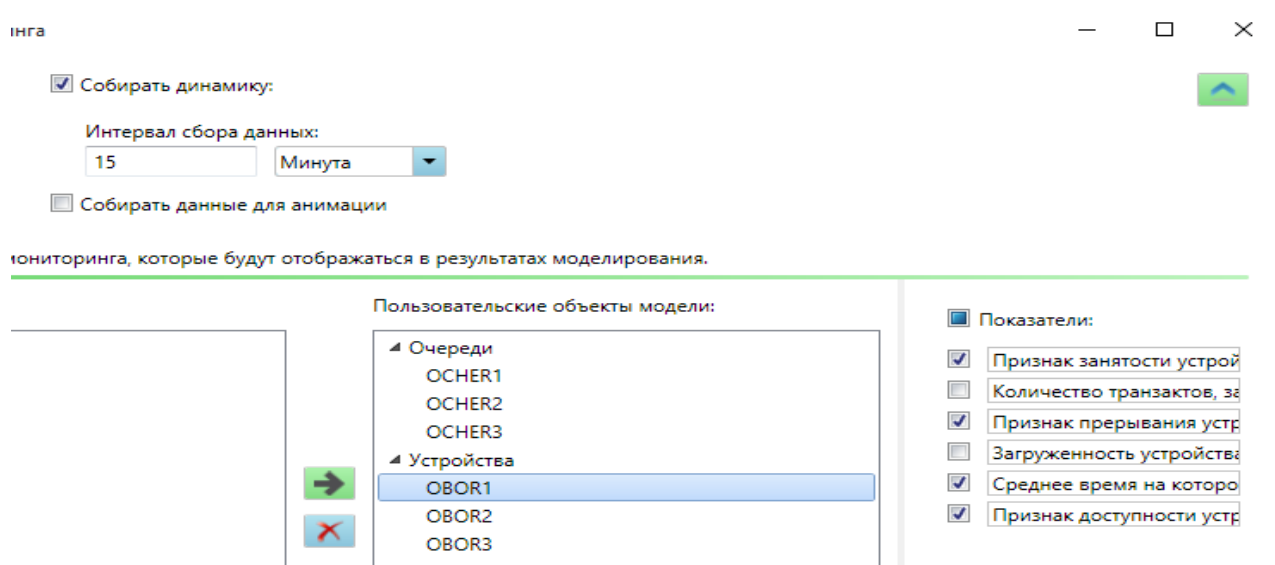 инга
Собирать динамику:
Интервал сбора данных:
15 Минута
Собирать данные для анимации
мониторинга, которые будут отображаться в результатах моделирования.
Пользовательские объекты модели:
Очереди
OCHER1
OCHER2
OCHER3
Устройства
OBOR1
OBOR2
OBOR3
Показатели:
Признак занятости устрой
Количество транзактов, за
Признак прерывания устр
Загруженность устройства
Среднее время на которо
Признак доступности устр